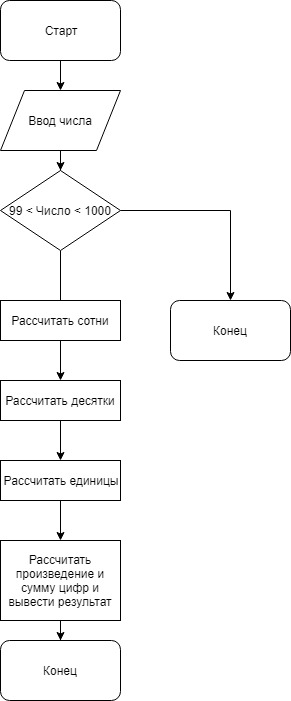 Старт
Ввод числа
99 < Число < 1000
Рассчитать сотни
Конец
Рассчитать десятки
Рассчитать единицы
Рассчитать
произведение и
сумму цифр и
вывести результат
Конец